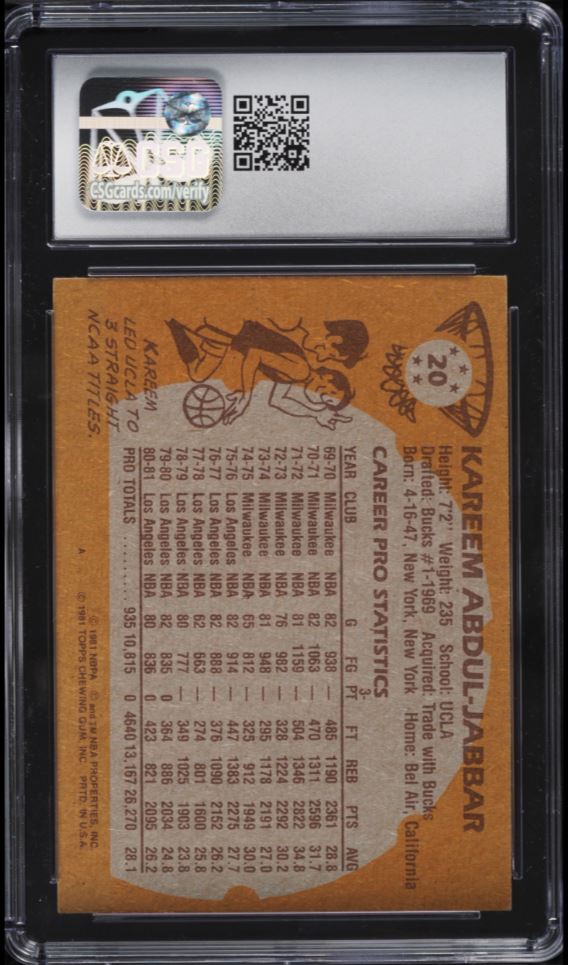 CSG
CSGcards.com/verify
20
KAREEM ABDUL-JABBAR
Height: 7'2" Weight: 235 School: UCLA
Drafted: Bucks #1-1969 Acquired: Trade with Bucks
Born: 4-16-47, New York, New York Home: Bel Air, California
CAREER PRO STATISTICS
YEAR CLUB G FG 3-PT FT REB PTS AVG
69-70 Milwaukee NBA 82 938 — 485 1190 2361 28.8
70-71 Milwaukee NBA 82 1063 — 470 1311 2596 31.7
71-72 Milwaukee NBA 81 1159 — 504 1346 2822 34.8
72-73 Milwaukee NBA 76 982 — 328 1224 2292 30.2
73-74 Milwaukee NBA 81 948 — 295 1178 2191 27.0
74-75 Milwaukee NBA 65 812 — 325 912 1949 30.0
75-76 Los Angeles NBA 82 914 — 447 1383 2275 27.7
76-77 Los Angeles NBA 82 888 — 376 1090 2152 26.2
77-78 Los Angeles NBA 62 663 — 274 801 1600 25.8
78-79 Los Angeles NBA 80 777 — 349 1025 1903 23.8
79-80 Los Angeles NBA 82 835 0 364 886 2034 24.8
80-81 Los Angeles NBA 80 836 0 423 821 2095 26.2
PRO TOTALS .......... 935 10,815 0 4640 13,167 26,270 28.1
KAREEM
LED UCLA TO
3 STRAIGHT
NCAA TITLES.
A
© 1981 NBPA © and TM NBA PROPERTIES, INC.
© 1981 TOPPS CHEWING GUM, INC. PRTD. IN U.S.A.